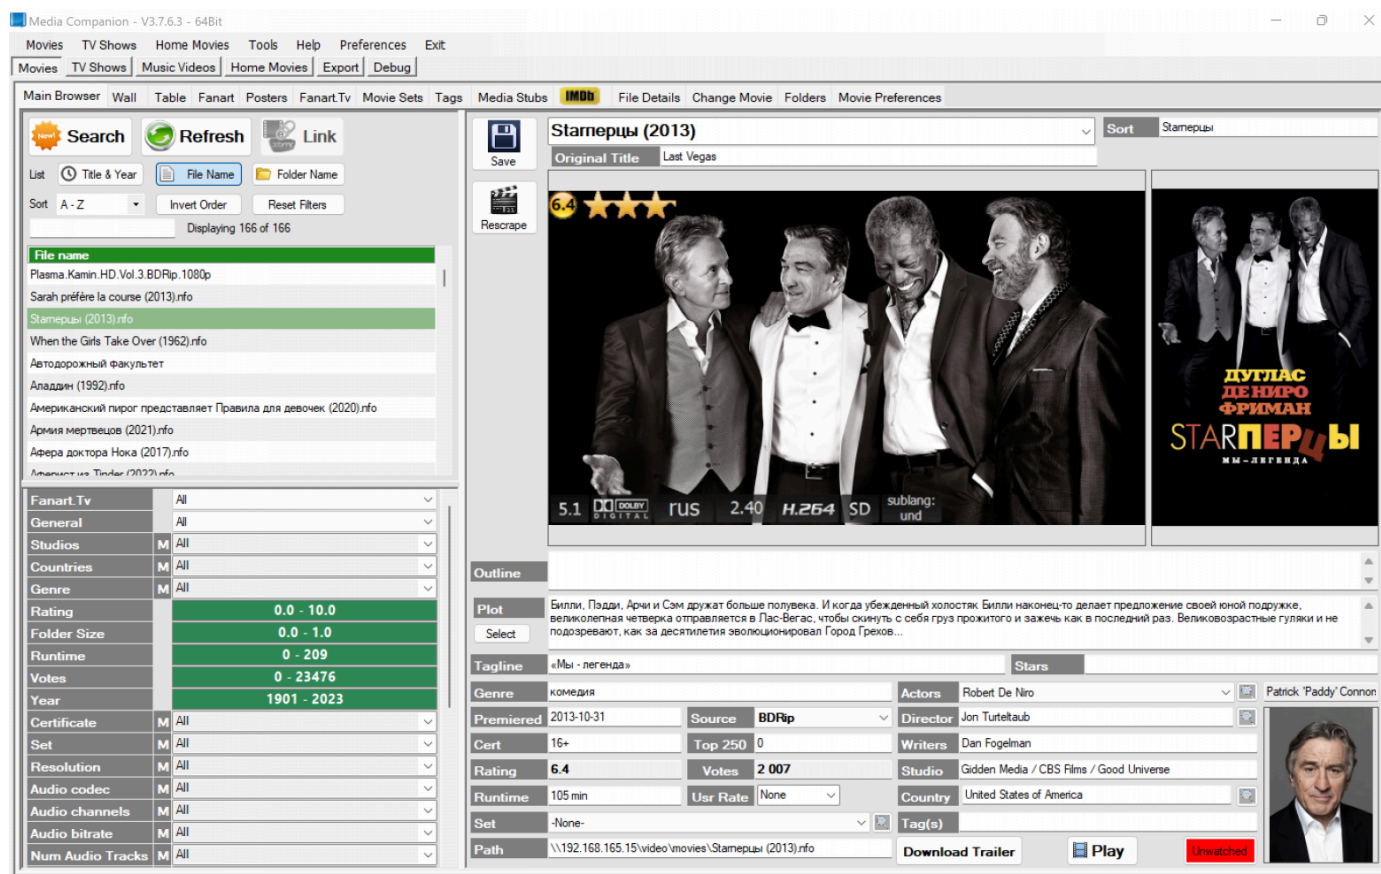 Media Companion - V3.7.6.3 - 64Bit
Movies TV Shows Home Movies Tools Help Preferences Exit
Movies TV Shows Music Videos Home Movies Export Debug
Main Browser Wall Table Fanart Posters Fanart.Tv Movie Sets Tags Media Stubs IMDb File Details Change Movie Folders Movie Preferences
New! Search Refresh Link
List Title & Year File Name Folder Name
Sort A - Z Invert Order Reset Filters
Displaying 166 of 166
File name
Plasma.Kamin.HD.Vol.3.BDRip.1080p
Sarah préfère la course (2013).nfo
Starперцы (2013).nfo
When the Girls Take Over (1962).nfo
Автодорожный факультет
Аладдин (1992).nfo
Американский пирог представляет Правила для девочек (2020).nfo
Армия мертвецов (2021).nfo
Афера доктора Нока (2017).nfo
Аферист из Tinder (2022).nfo
Fanart.Tv All
General All
Studios M All
Countries M All
Genre M All
Rating 0.0 - 10.0
Folder Size 0.0 - 1.0
Runtime 0 - 209
Votes 0 - 23476
Year 1901 - 2023
Certificate M All
Set M All
Resolution M All
Audio codec M All
Audio channels M All
Audio bitrate M All
Num Audio Tracks M All
Save
Rescrape
Starперцы (2013)
Sort Starперцы
Original Title Last Vegas
6.4
5.1 DOLBY DIGITAL rus 2.40 H.264 SD sublang: und
ДУГЛАС
ДЕ НИРО
ФРИМАН
STARПЕРЦЫ
МЫ-ЛЕГЕНДА
Outline
Plot
Select
Билли, Пэдди, Арчи и Сэм дружат больше полувека. И когда убежденный холостяк Билли наконец-то делает предложение своей юной подружке,
великолепная четверка отправляется в Лас-Вегас, чтобы скинуть с себя груз прожитого и зажечь как в последний раз. Великовозрастные гуляки и не
подозревают, как за десятилетия эволюционировал Город Грехов...
Tagline «Мы - легенда» Stars
Genre комедия Actors Robert De Niro Patrick 'Paddy' Connor
Premiered 2013-10-31 Source BDRip Director Jon Turteltaub
Cert 16+ Top 250 0 Writers Dan Fogelman
Rating 6.4 Votes 2 007 Studio Gidden Media / CBS Films / Good Universe
Runtime 105 min Usr Rate None Country United States of America
Set -None- Tag(s)
Path \\192.168.165.15\video\movies\Starперцы (2013).nfo Download Trailer Play Unwatched